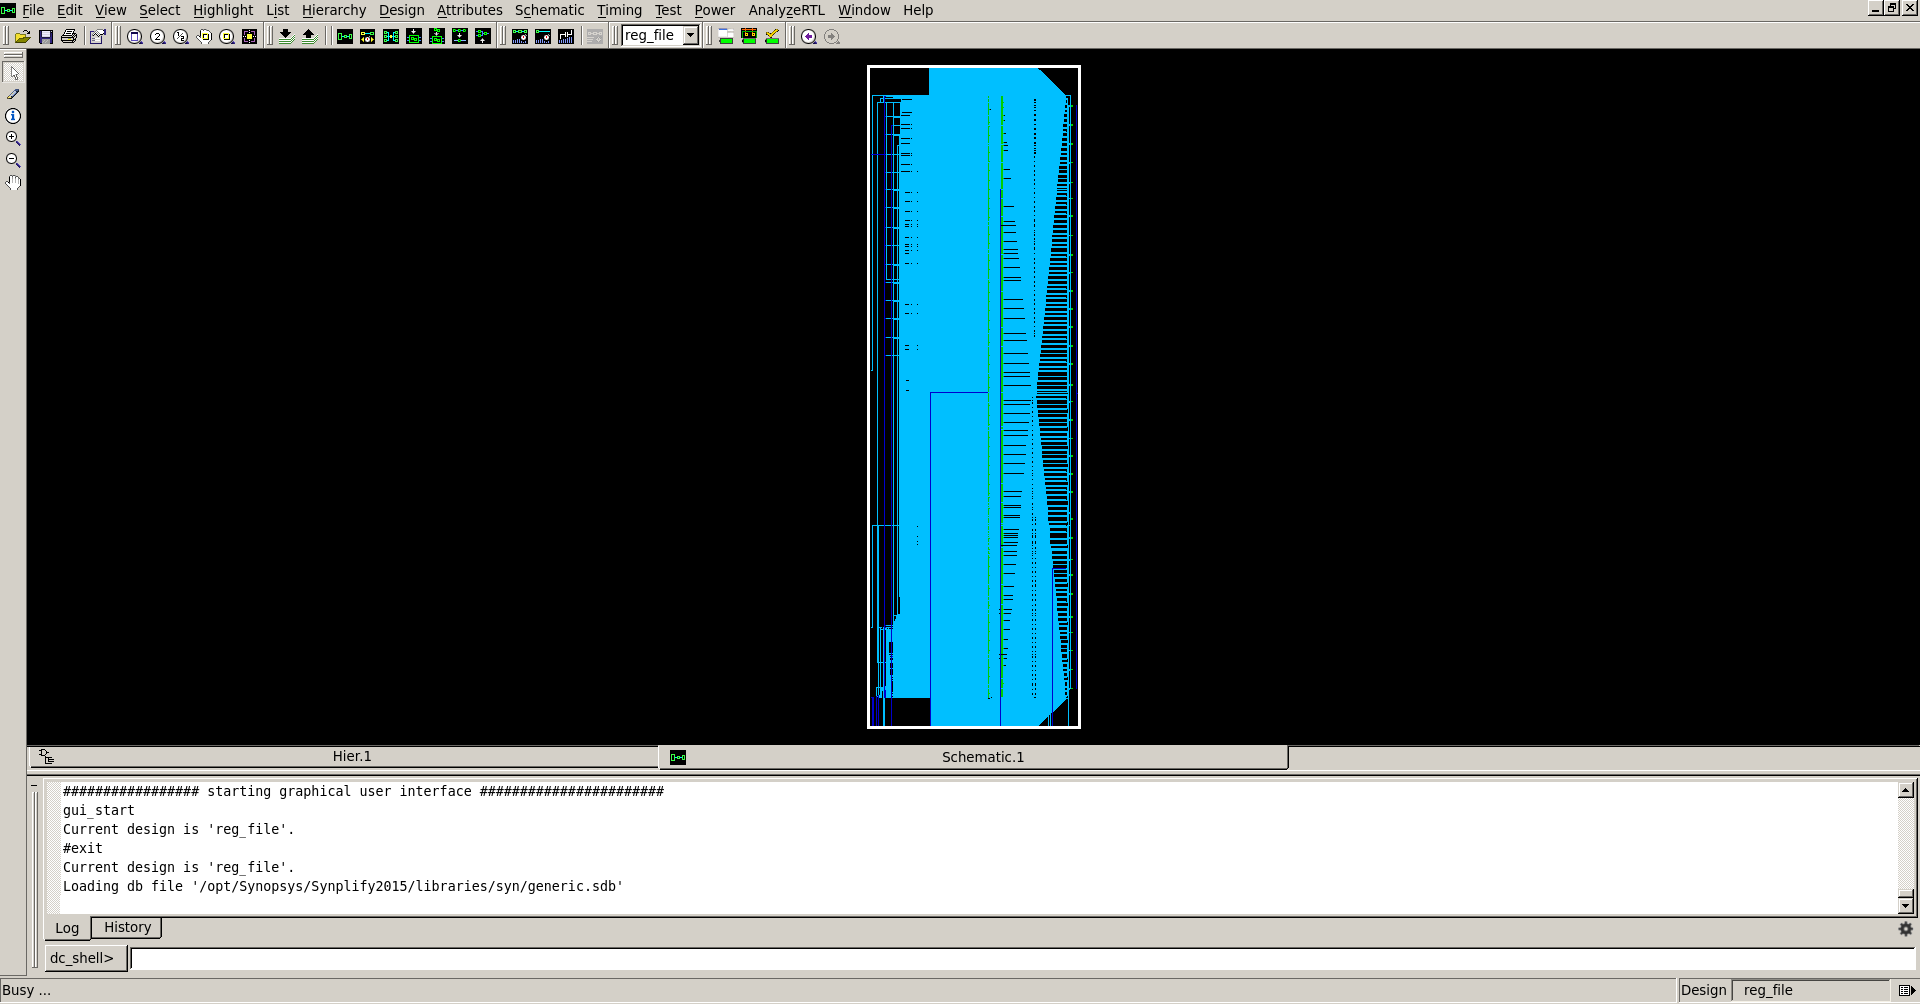 File Edit View Select Highlight List Hierarchy Design Attributes Schematic Timing Test Power AnalyzeRTL Window Help
reg_file
Hier.1 Schematic.1
################# starting graphical user interface #######################
gui_start
Current design is 'reg_file'.
#exit
Current design is 'reg_file'.
Loading db file '/opt/Synopsys/Synplify2015/libraries/syn/generic.sdb'
Log History
dc_shell>
Busy ... Design reg_file